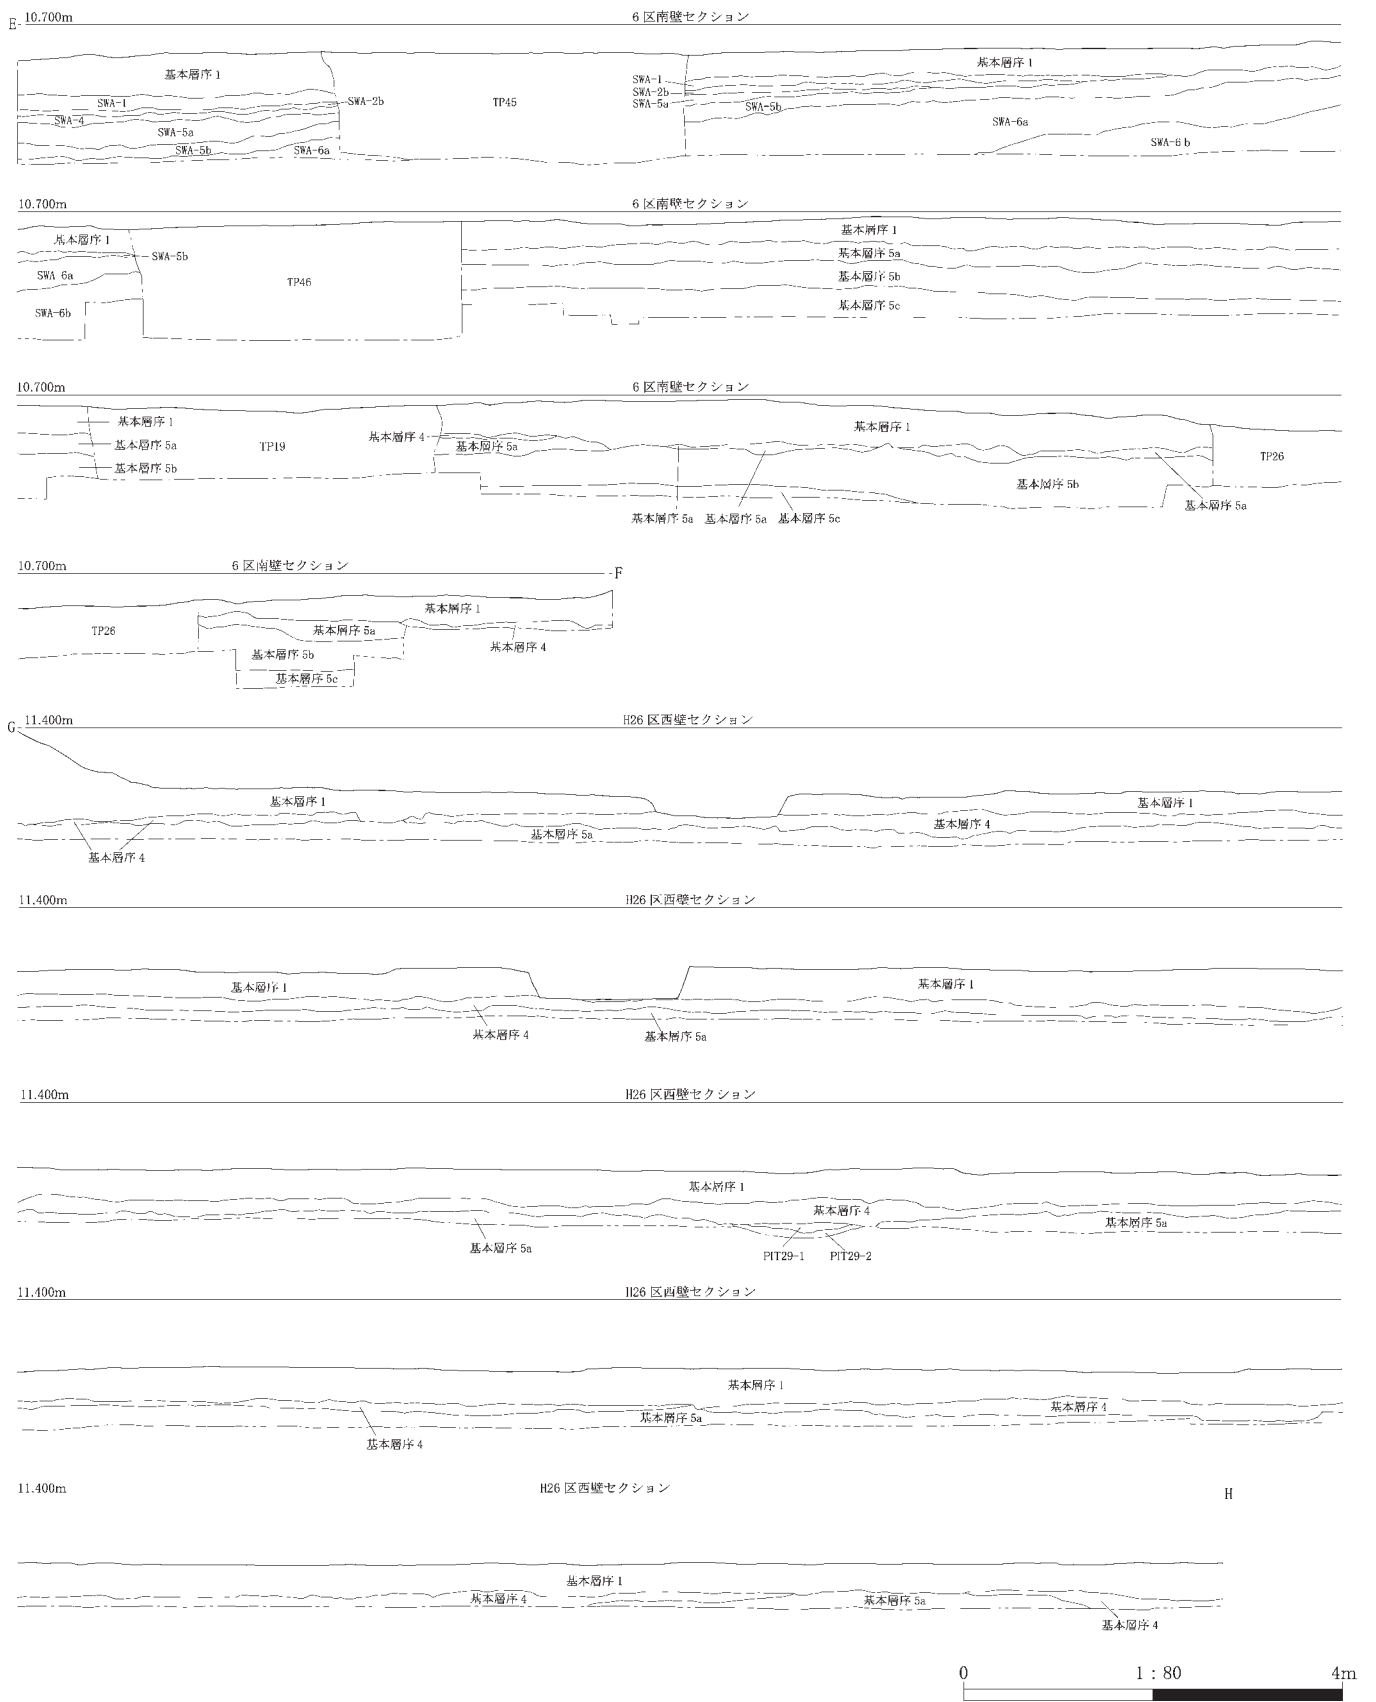 E 10.700m 6 区南壁セクション
基本層序 1
SWA-1
SWA-2b
SWA-4
SWA-5a
SWA-5b
SWA-6a
TP45
SWA-1
SWA-2b
SWA-5a
SWA-5b
基本層序 1
SWA-6a
SWA-6b
10.700m 6 区南壁セクション
基本層序 1
SWA-5b
SWA-6a
SWA-6b
TP46
基本層序 1
基本層序 5a
基本層序 5b
基本層序 5c
10.700m 6 区南壁セクション
基本層序 1
基本層序 5a
基本層序 5b
TP19
基本層序 4
基本層序 5a
基本層序 1
TP26
基本層序 5b
基本層序 5a
基本層序 5a 基本層序 5a 基本層序 5c
10.700m 6 区南壁セクション F
TP26
基本層序 1
基本層序 5a
基本層序 4
基本層序 5b
基本層序 5c
G 11.400m H26 区西壁セクション
基本層序 1
基本層序 1
基本層序 4
基本層序 5a
基本層序 4
11.400m H26 区西壁セクション
基本層序 1
基本層序 1
基本層序 4
基本層序 5a
11.400m H26 区西壁セクション
基本層序 1
基本層序 4
基本層序 5a
基本層序 5a
PIT29-1 PIT29-2
11.400m H26 区西壁セクション
基本層序 1
基本層序 4
基本層序 5a
基本層序 4
11.400m H26 区西壁セクション H
基本層序 1
基本層序 4
基本層序 5a
基本層序 4
0 1：80 4m